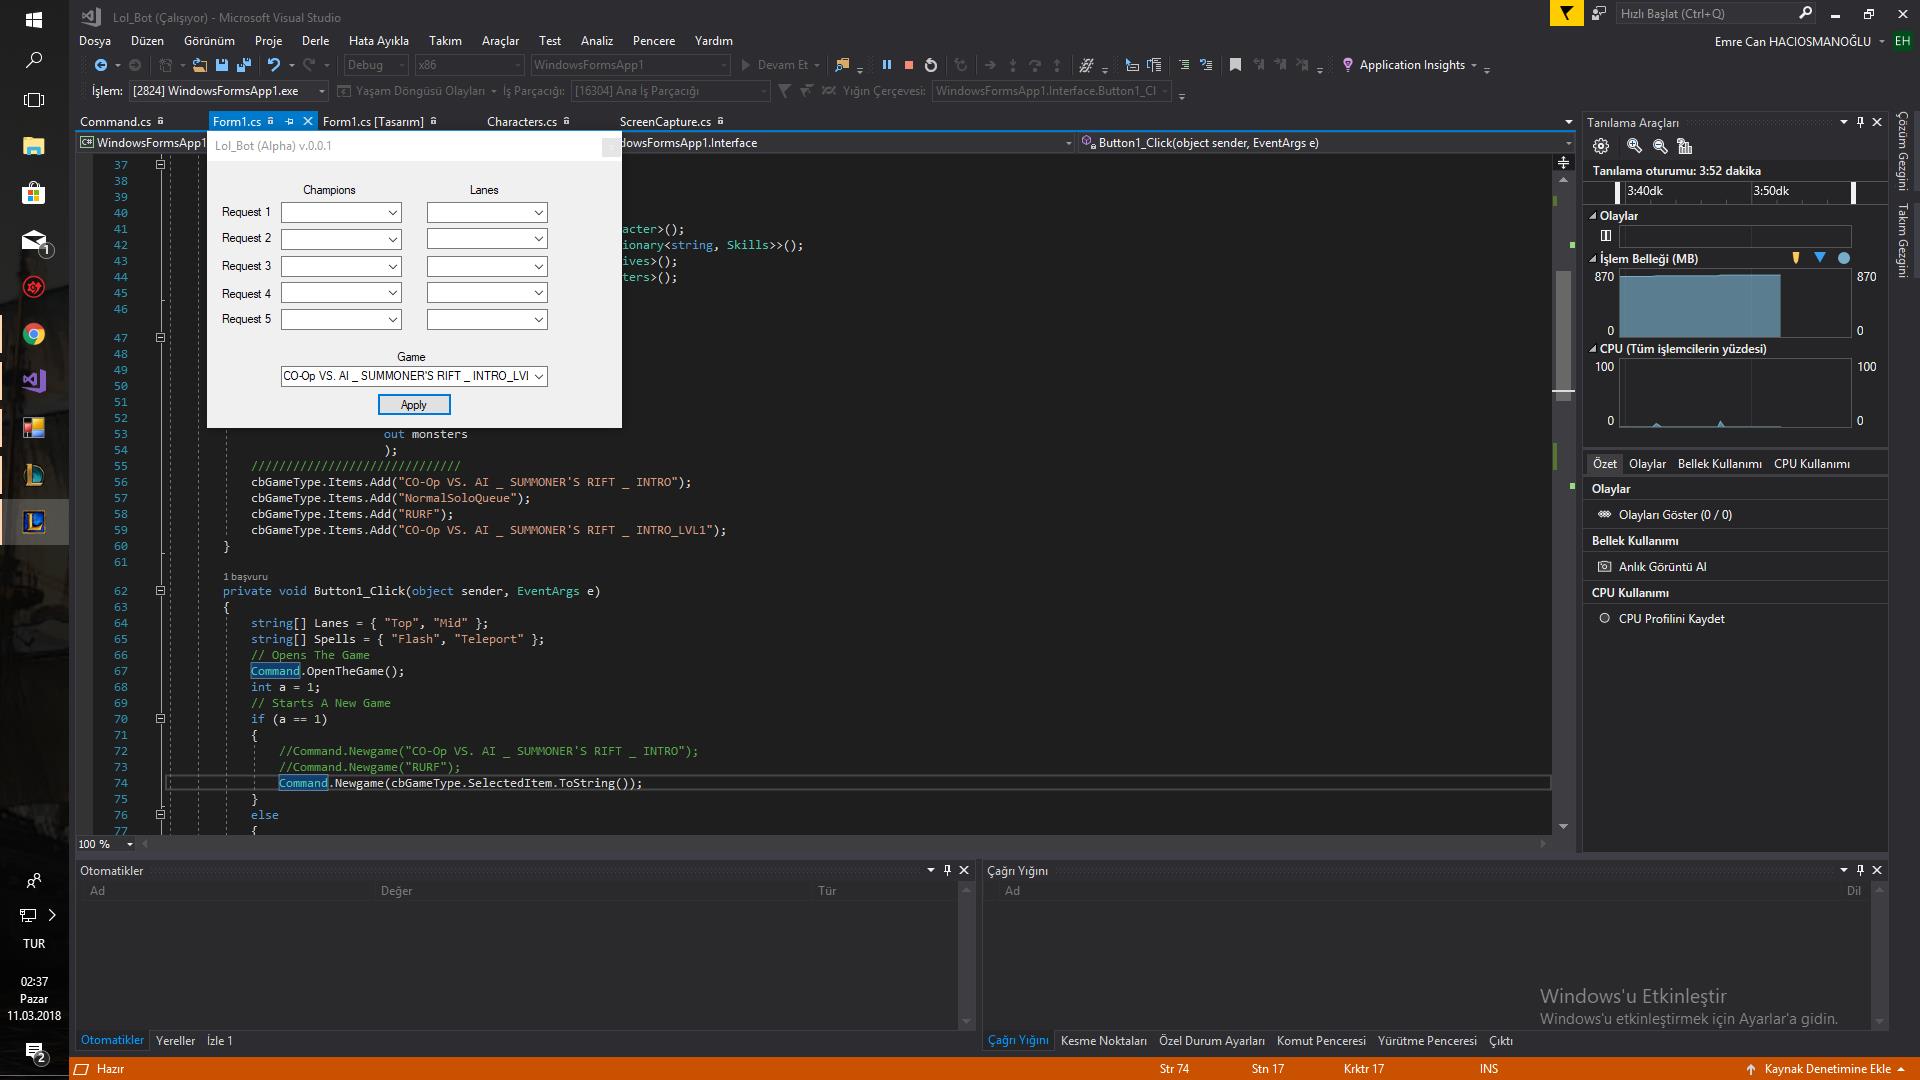 Lol_Bot (Çalışıyor) - Microsoft Visual Studio
Hızlı Başlat (Ctrl+Q)
Dosya Düzen Görünüm Proje Derle Hata Ayıkla Takım Araçlar Test Analiz Pencere Yardım
Emre Can HACIOSMANOĞLU EH
Debug x86 WindowsFormsApp1 Devam Et Application Insights
İşlem: [2824] WindowsFormsApp1.exe Yaşam Döngüsü Olayları İş Parçacığı: [16304] Ana İş Parçacığı Yığın Çerçevesi: WindowsFormsApp1.Interface.Button1_Cl
Command.cs Form1.cs Form1.cs [Tasarım] Characters.cs ScreenCapture.cs
C# WindowsFormsApp1 dowsFormsApp1.Interface Button1_Click(object sender, EventArgs e)
Lol_Bot (Alpha) v.0.0.1
Champions Lanes
Request 1
Request 2
Request 3
Request 4
Request 5
Game
CO-Op VS. AI _ SUMMONER'S RIFT _ INTRO_LVl
Apply
37
38
39
40
41 acter>();
42 ionary<string, Skills>>();
43 ives>();
44 ters>();
45
46
47
48
49
50
51
52
53 out monsters
54 );
55 //////////////////////////////
56 cbGameType.Items.Add("CO-Op VS. AI _ SUMMONER'S RIFT _ INTRO");
57 cbGameType.Items.Add("NormalSoloQueue");
58 cbGameType.Items.Add("RURF");
59 cbGameType.Items.Add("CO-Op VS. AI _ SUMMONER'S RIFT _ INTRO_LVL1");
60 }
61
1 başvuru
62 private void Button1_Click(object sender, EventArgs e)
63 {
64 string[] Lanes = { "Top", "Mid" };
65 string[] Spells = { "Flash", "Teleport" };
66 // Opens The Game
67 Command.OpenTheGame();
68 int a = 1;
69 // Starts A New Game
70 if (a == 1)
71 {
72 //Command.Newgame("CO-Op VS. AI _ SUMMONER'S RIFT _ INTRO");
73 //Command.Newgame("RURF");
74 Command.Newgame(cbGameType.SelectedItem.ToString());
75 }
76 else
77 {
100 %
Tanılama Araçları
Tanılama oturumu: 3:52 dakika
3:40dk 3:50dk
Olaylar
İşlem Belleği (MB)
870 870
0 0
CPU (Tüm işlemcilerin yüzdesi)
100 100
0 0
Özet Olaylar Bellek Kullanımı CPU Kullanımı
Olaylar
Olayları Göster (0 / 0)
Bellek Kullanımı
Anlık Görüntü Al
CPU Kullanımı
CPU Profilini Kaydet
Çözüm Gezgini
Takım Gezgini
Otomatikler
Ad Değer Tür
Otomatikler Yereller İzle 1
Çağrı Yığını
Ad Dil
Çağrı Yığını Kesme Noktaları Özel Durum Ayarları Komut Penceresi Yürütme Penceresi Çıktı
Windows'u Etkinleştir
Windows'u etkinleştirmek için Ayarlar'a gidin.
Hazır Str 74 Stn 17 Krktr 17 INS Kaynak Denetimine Ekle
1
TUR
02:37
Pazar
11.03.2018
2